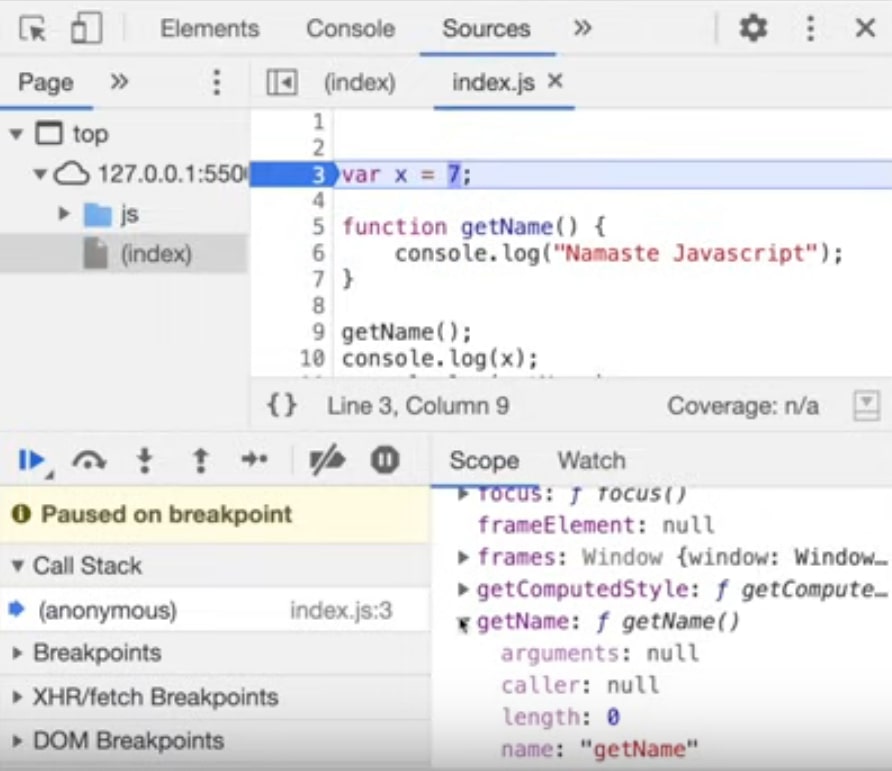 Elements Console Sources »
Page » (index) index.js ×
top
127.0.0.1:550
js
(index)
1
2
3 var x = 7;
4
5 function getName() {
6 console.log("Namaste Javascript");
7 }
8
9 getName();
10 console.log(x);
{} Line 3, Column 9 Coverage: n/a
Scope Watch
Paused on breakpoint
Call Stack
(anonymous) index.js:3
Breakpoints
XHR/fetch Breakpoints
DOM Breakpoints
focus: ƒ focus()
frameElement: null
frames: Window {window: Window…
getComputedStyle: ƒ getCompute…
getName: ƒ getName()
arguments: null
caller: null
length: 0
name: "getName"